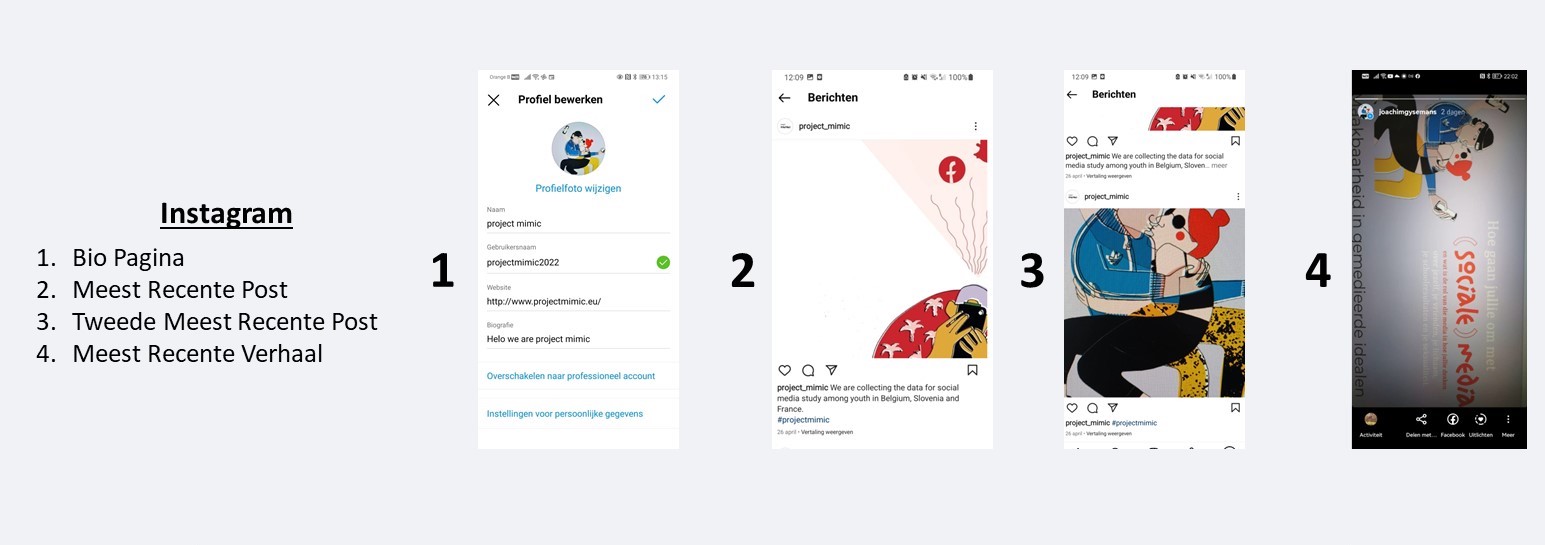 Instagram
1. Bio Pagina
2. Meest Recente Post
3. Tweede Meest Recente Post
4. Meest Recente Verhaal
1
Orange B 13:15
Profiel bewerken
Profielfoto wijzigen
Naam
project mimic
Gebruikersnaam
projectmimic2022
Website
http://www.projectmimic.eu/
Biografie
Helo we are project mimic
Overschakelen naar professioneel account
Instellingen voor persoonlijke gegevens
2
12:09 100%
Berichten
project_mimic
project_mimic We are collecting the data for social
media study among youth in Belgium, Slovenia and
France.
#projectmimic
26 april • Vertaling weergeven
3
12:09 100%
Berichten
project_mimic We are collecting the data for social
media study among youth in Belgium, Sloven... meer
26 april • Vertaling weergeven
project_mimic
project_mimic #projectmimic
26 april • Vertaling weergeven
4
22:02
joachimgysemans 2 dagen
akbaarheid in gemedieerde idealen
Hoe gaan jullie om met
(sociale) media
Activiteit
Delen met...
Facebook
Uitlichten
Meer